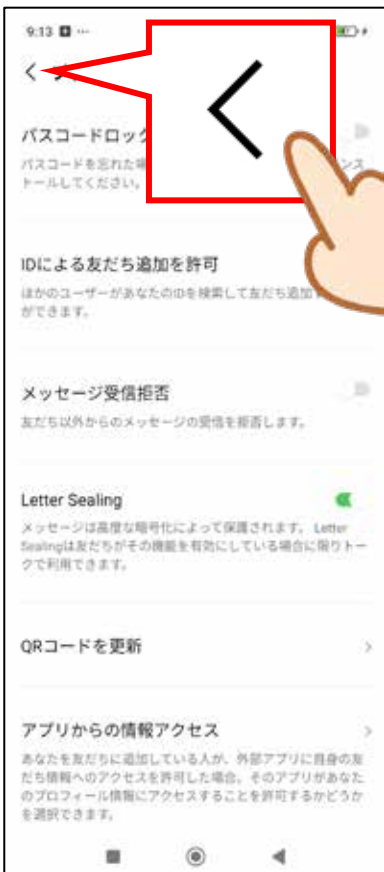 9:13
パスコードロック
パスコードを忘れた場
ンス
トールしてください。
IDによる友だち追加を許可
ほかのユーザーがあなたのIDを検索して友だち追加
ができます。
メッセージ受信拒否
友だち以外からのメッセージの受信を拒否します。
Letter Sealing
メッセージは高度な暗号化によって保護されます。 Letter
Sealingは友だちがその機能を有効にしている場合に限りトー
クで利用できます。
QRコードを更新
アプリからの情報アクセス
あなたを友だちに追加している人が、外部アプリに自身の友
だち情報へのアクセスを許可した場合、そのアプリがあなた
のプロフィール情報にアクセスすることを許可するかどうか
を選択できます。